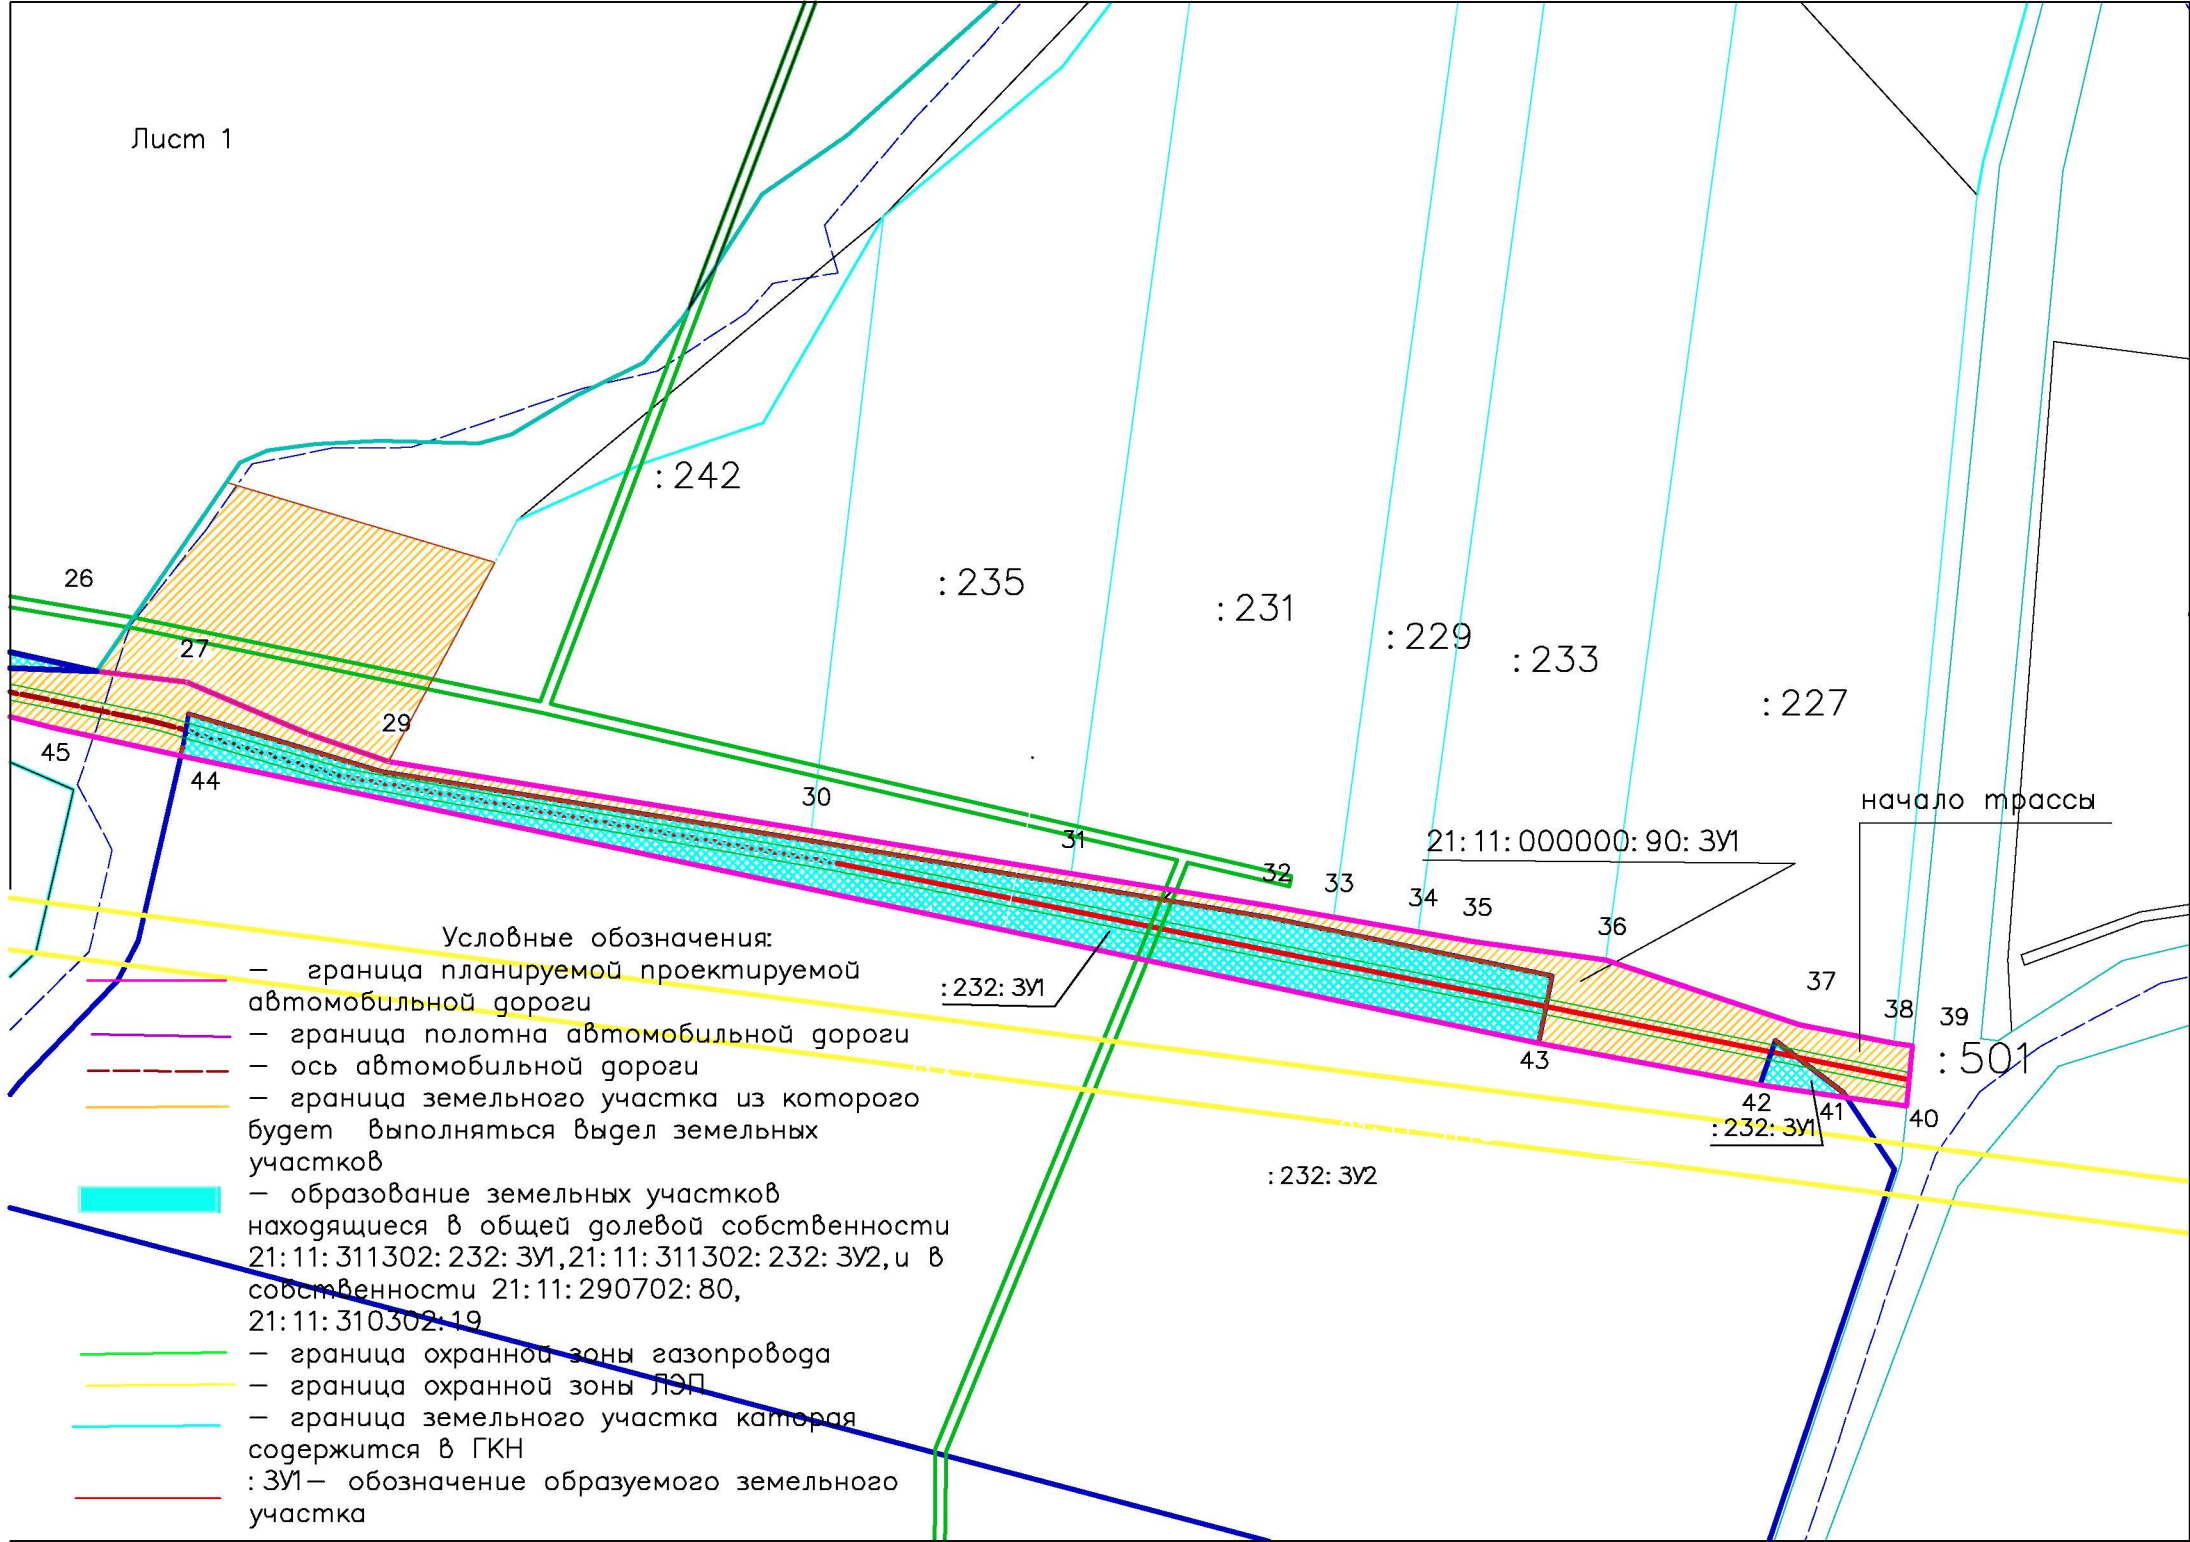 Лист 1
:242
26
:235
:231
:229
:233
27
:227
29
45
44
30
начало трассы
31
21:11:000000:90:ЗУ1
32
33
34
35
36
37
:232:ЗУ1
38
39
43
:501
42
41
40
:232:ЗУ1
:232:ЗУ2
Условные обозначения:
— граница планируемой проектируемой
автомобильной дороги
— граница полотна автомобильной дороги
— ось автомобильной дороги
— граница земельного участка из которого
будет выполняться выдел земельных
участков
— образование земельных участков
находящиеся в общей долевой собственности
21:11:311302:232:ЗУ1,21:11:311302:232:ЗУ2,и в
собственности 21:11:290702:80,
21:11:310302:19
— граница охранной зоны газопровода
— граница охранной зоны ЛЭП
— граница земельного участка каторая
содержится в ГКН
:ЗУ1— обозначение образуемого земельного
участка